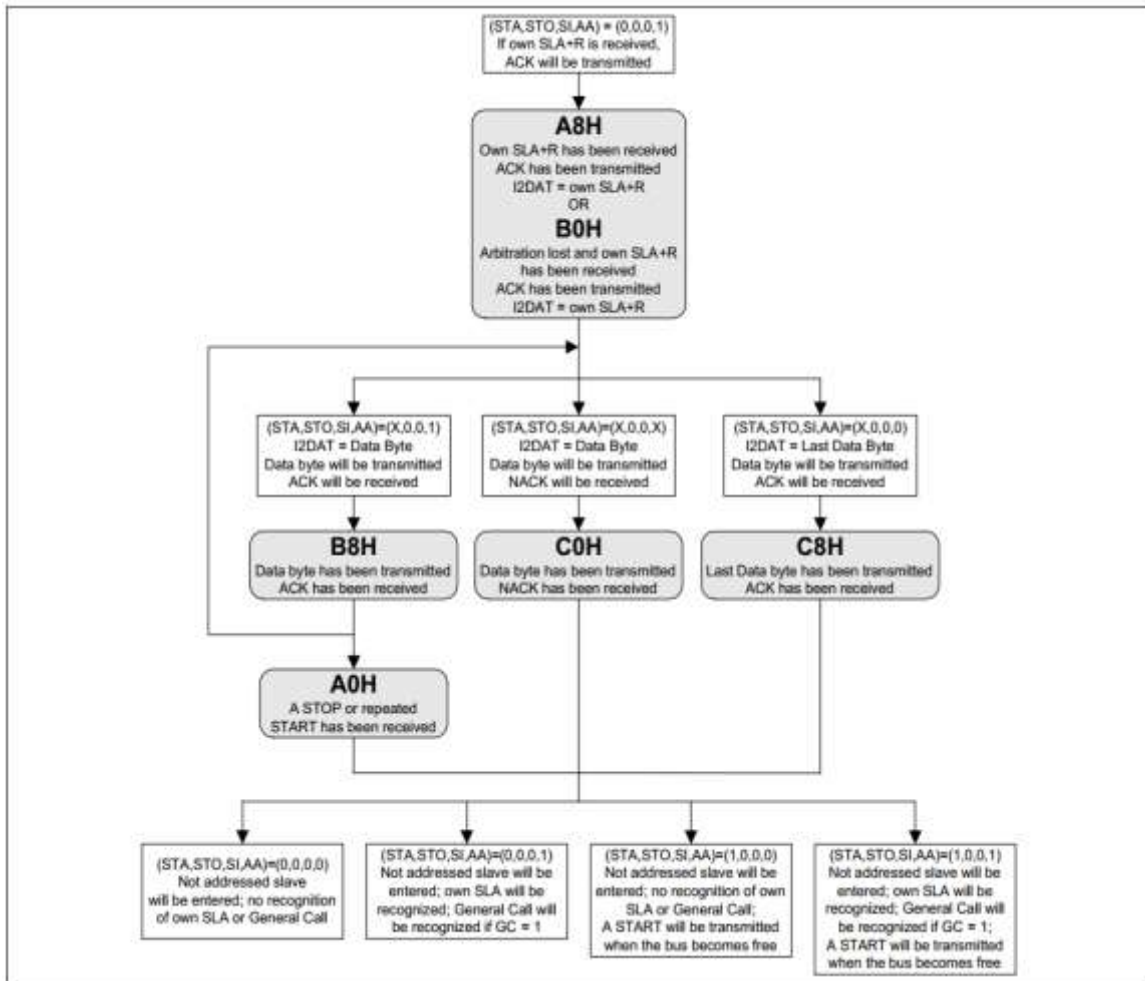 (STA,STO,SI,AA) = (0,0,0,1)
If own SLA+R is received,
ACK will be transmitted
A8H
Own SLA+R has been received
ACK has been transmitted
I2DAT = own SLA+R
OR
B0H
Arbitration lost and own SLA+R
has been received
ACK has been transmitted
I2DAT = own SLA+R
(STA,STO,SI,AA)=(X,0,0,1)
I2DAT = Data Byte
Data byte will be transmitted
ACK will be received
(STA,STO,SI,AA)=(X,0,0,X)
I2DAT = Data Byte
Data byte will be transmitted
NACK will be received
(STA,STO,SI,AA)=(X,0,0,0)
I2DAT = Last Data Byte
Data byte will be transmitted
ACK will be received
B8H
Data byte has been transmitted
ACK has been received
C0H
Data byte has been transmitted
NACK has been received
C8H
Last Data byte has been transmitted
ACK has been received
A0H
A STOP or repeated
START has been received
(STA,STO,SI,AA)=(0,0,0,0)
Not addressed slave
will be entered; no recognition
of own SLA or General Call
(STA,STO,SI,AA)=(0,0,0,1)
Not addressed slave will be
entered; own SLA will be
recognized; General Call will
be recognized if GC = 1
(STA,STO,SI,AA)=(1,0,0,0)
Not addressed slave will be
entered; no recognition of own
SLA or General Call;
A START will be transmitted
when the bus becomes free
(STA,STO,SI,AA)=(1,0,0,1)
Not addressed slave will be
entered; own SLA will be
recognized; General Call will
be recognized if GC = 1;
A START will be transmitted
when the bus becomes free